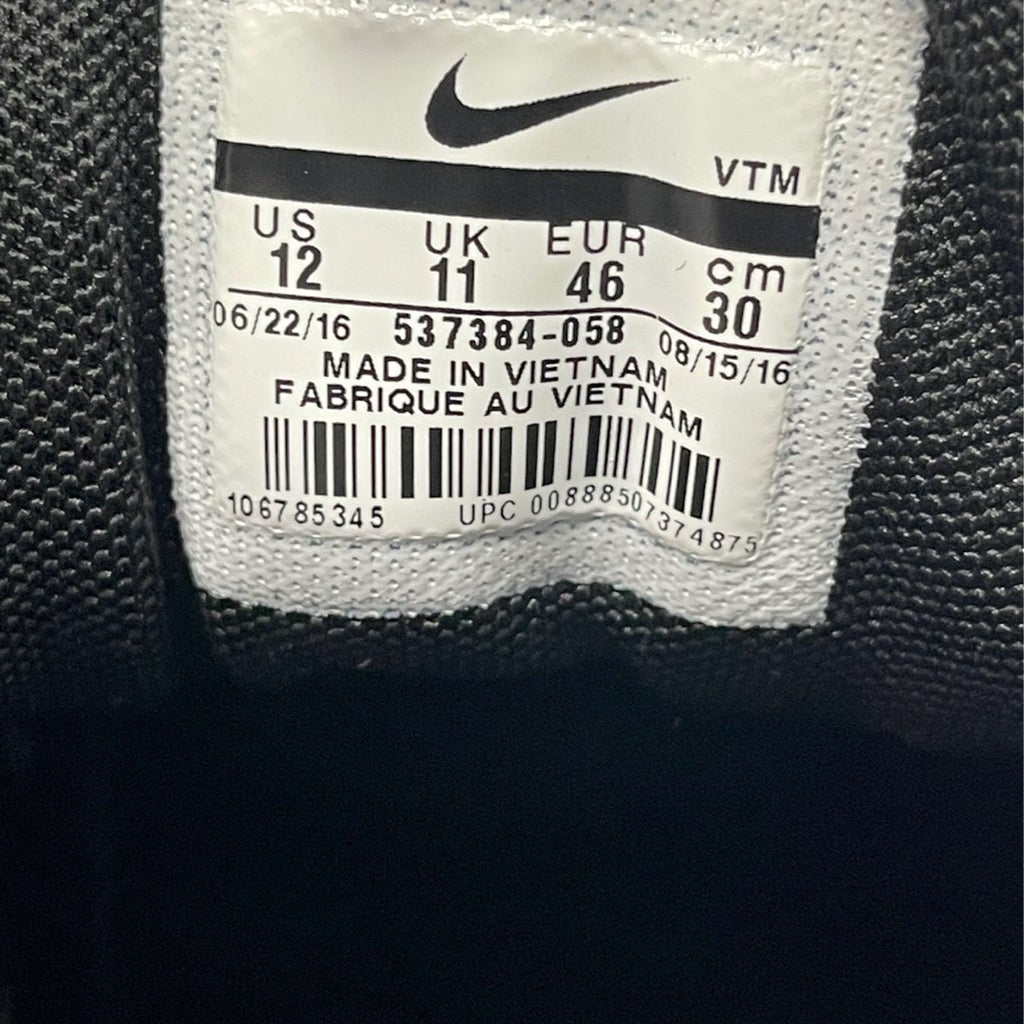 VTM
US UK EUR cm
12 11 46 30
06/22/16 537384-058 08/15/16
MADE IN VIETNAM
FABRIQUE AU VIETNAM
106785345 UPC 00888507374875